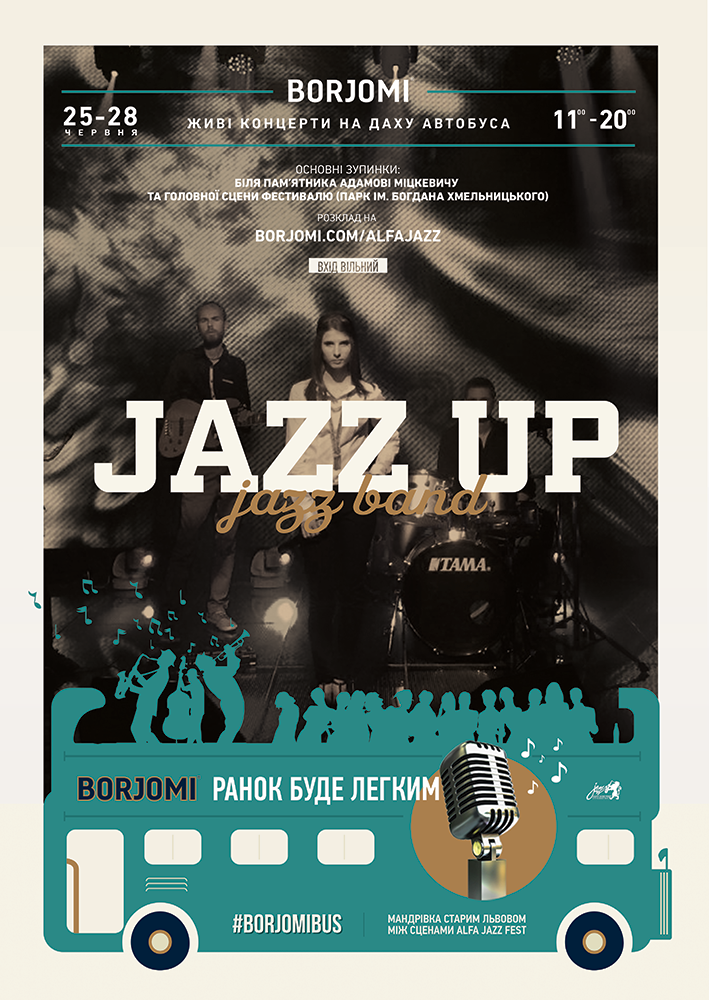 BORJOMI
25-28
ЧЕРВНЯ
ЖИВІ КОНЦЕРТИ НА ДАХУ АВТОБУСА
11⁰⁰ - 20⁰⁰
ОСНОВНІ ЗУПИНКИ:
БІЛЯ ПАМ'ЯТНИКА АДАМОВІ МІЦКЕВИЧУ
ТА ГОЛОВНОЇ СЦЕНИ ФЕСТИВАЛЮ (ПАРК ІМ. БОГДАНА ХМЕЛЬНИЦЬКОГО)
РОЗКЛАД НА
BORJOMI.COM/ALFAJAZZ
ВХІД ВІЛЬНИЙ
JAZZ UP
jazz band
TAMA.
BORJOMI РАНОК БУДЕ ЛЕГКИМ
#BORJOMIBUS
МАНДРІВКА СТАРИМ ЛЬВОВОМ
МІЖ СЦЕНАМИ ALFA JAZZ FEST